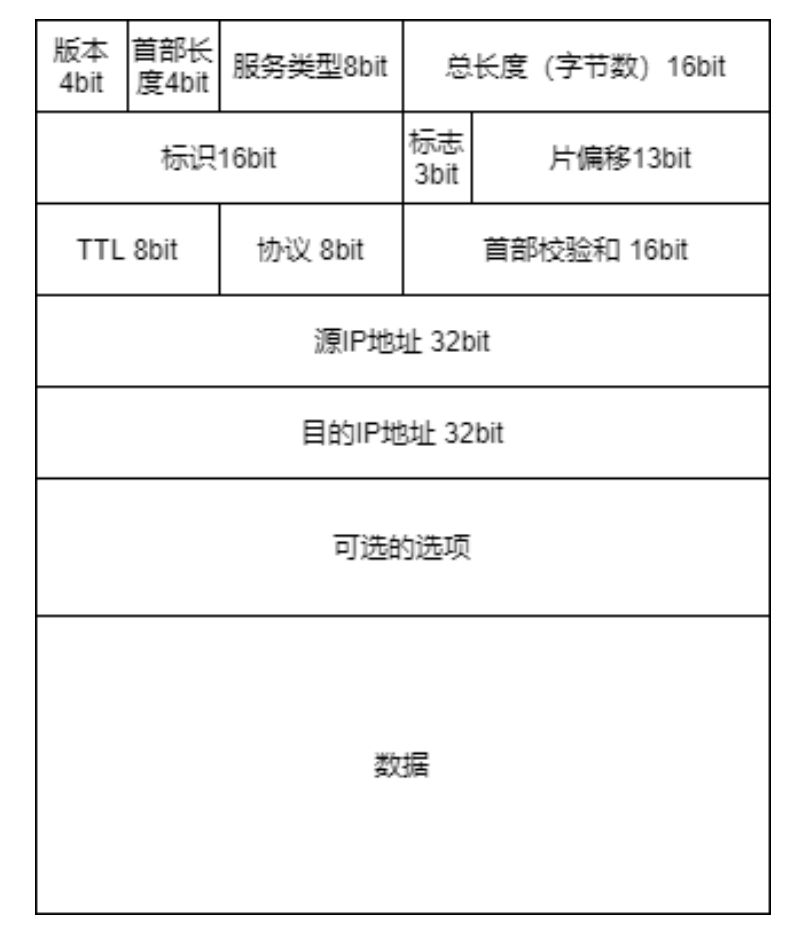 版本
4bit
首部长
度4bit
服务类型8bit
总长度（字节数）16bit
标识16bit
标志
3bit
片偏移13bit
TTL 8bit
协议 8bit
首部校验和 16bit
源IP地址 32bit
目的IP地址 32bit
可选的选项
数据